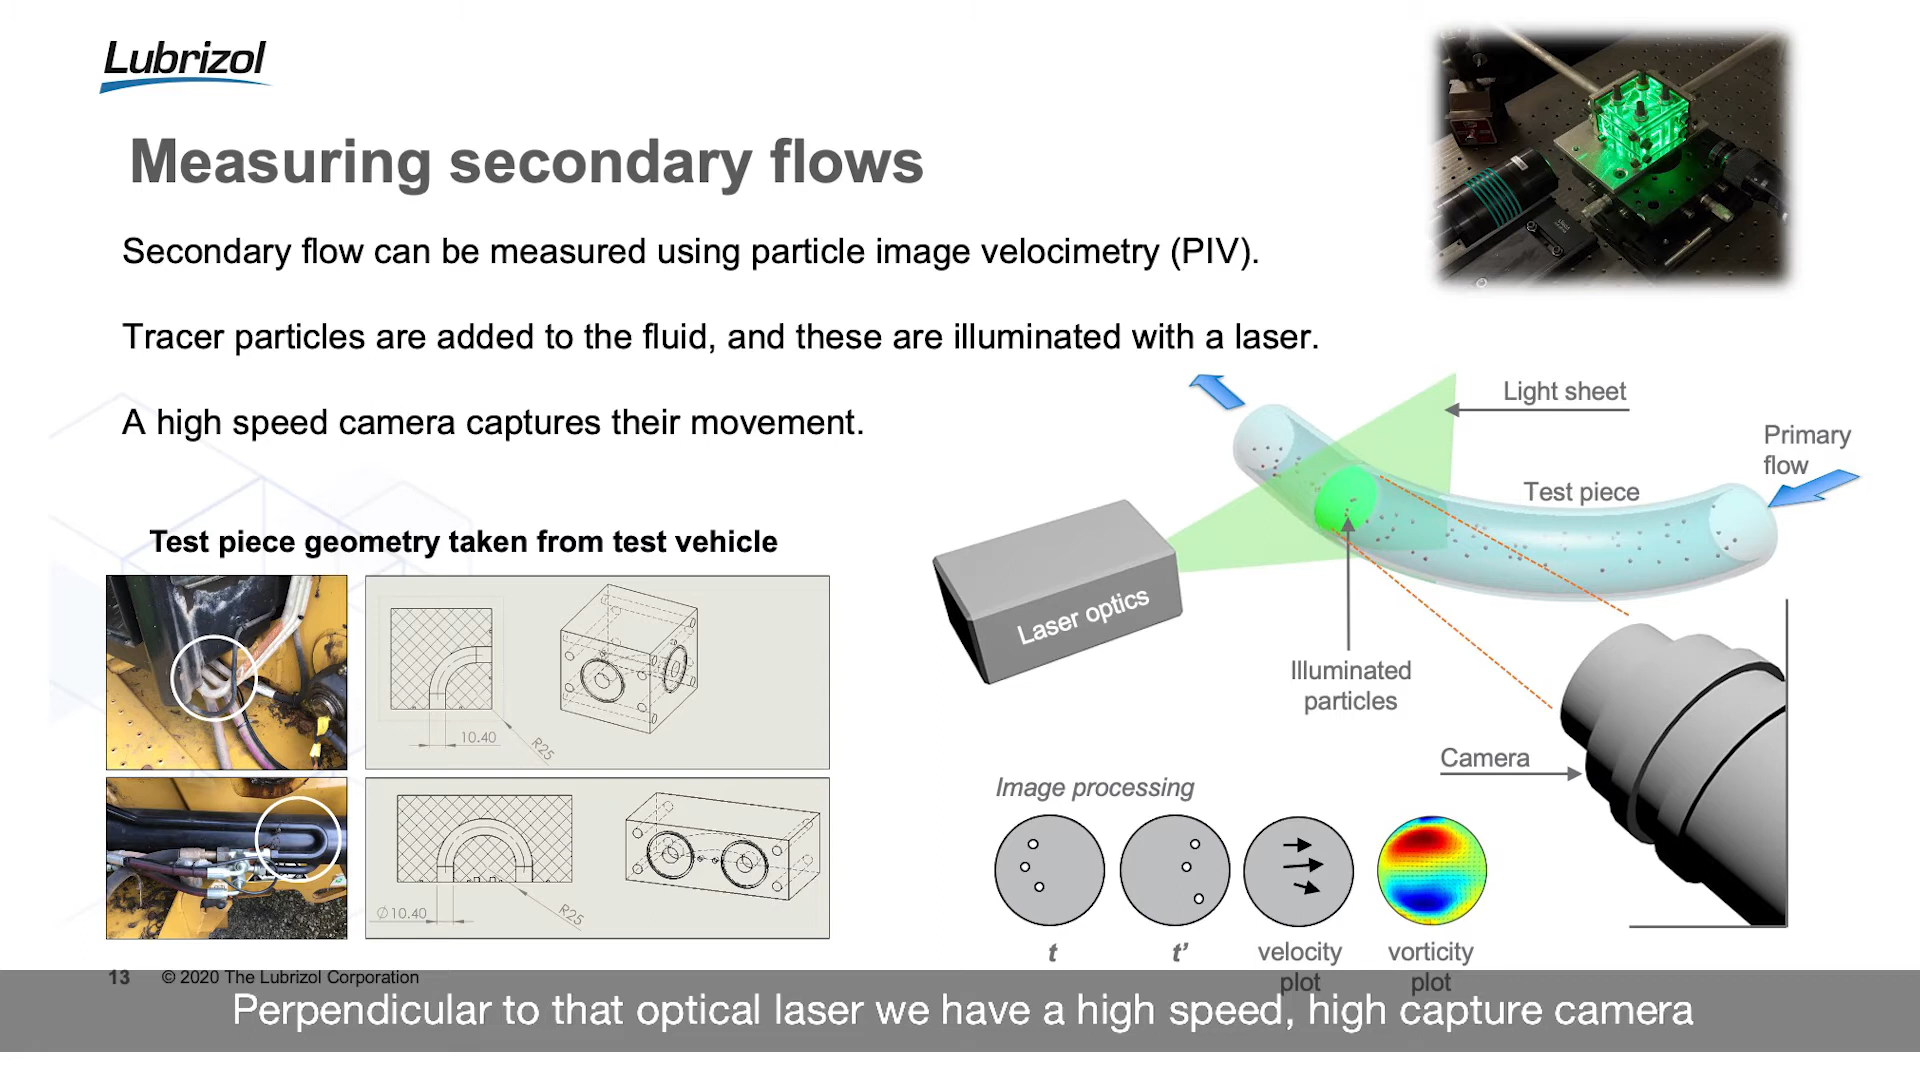 Lubrizol
Measuring secondary flows
Secondary flow can be measured using particle image velocimetry (PIV).
Tracer particles are added to the fluid, and these are illuminated with a laser.
A high speed camera captures their movement.
Light sheet
Primary
flow
Test piece
Laser optics
Illuminated
particles
Camera
Test piece geometry taken from test vehicle
10.40
R25
Ø10.40
R25
Image processing
t
t’
velocity
plot
vorticity
plot
13
© 2020 The Lubrizol Corporation
Perpendicular to that optical laser we have a high speed, high capture camera